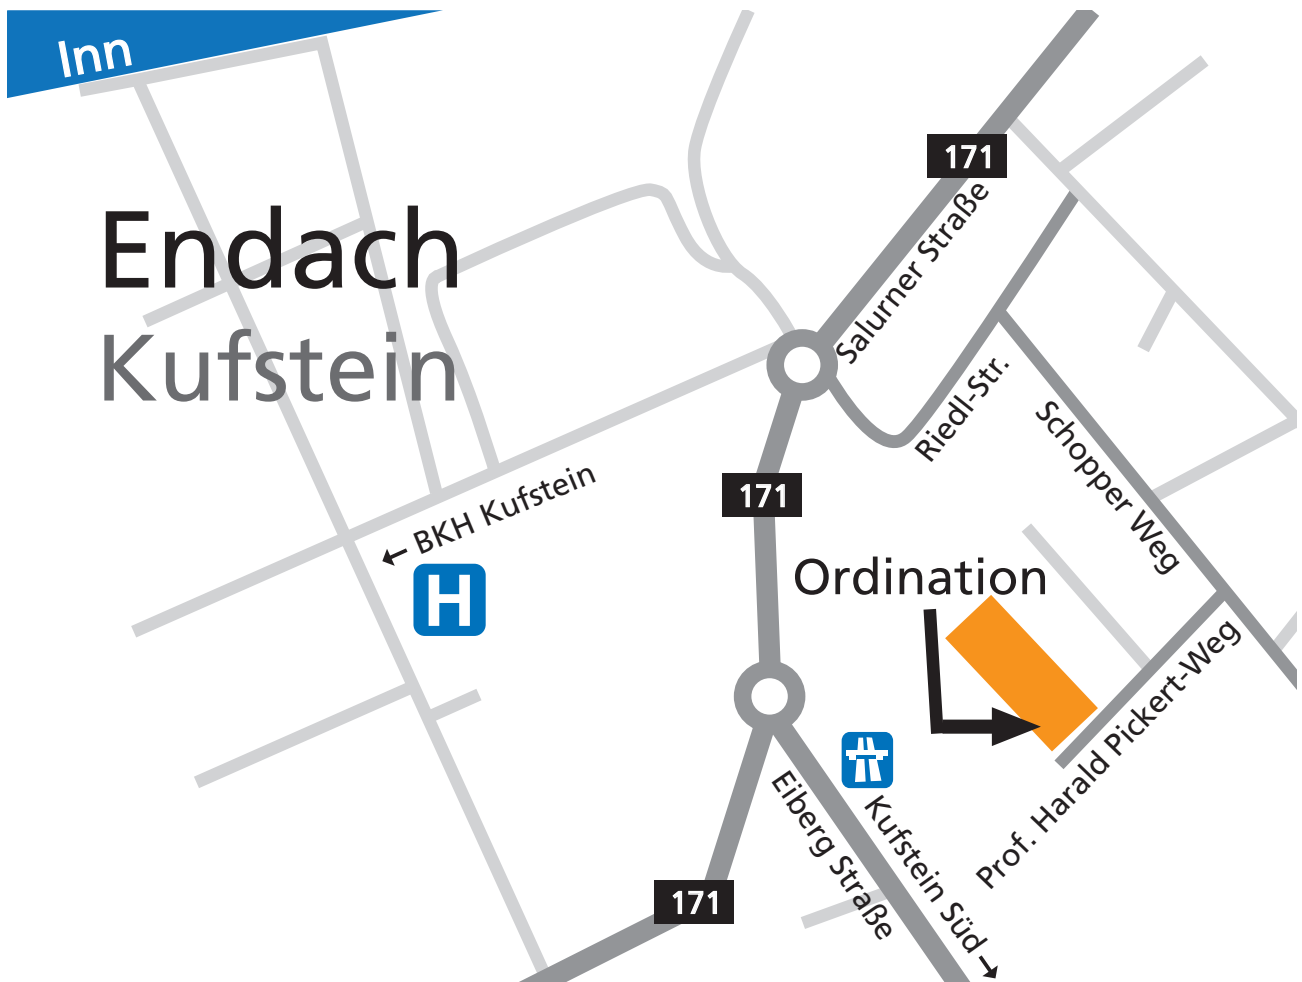 Inn
171
Endach
Kufstein
Salurner Straße
Riedl-Str.
Schopper Weg
← BKH Kufstein
H
171
Ordination
Prof. Harald Pickert-Weg
Eiberg Straße
Kufstein Süd →
171